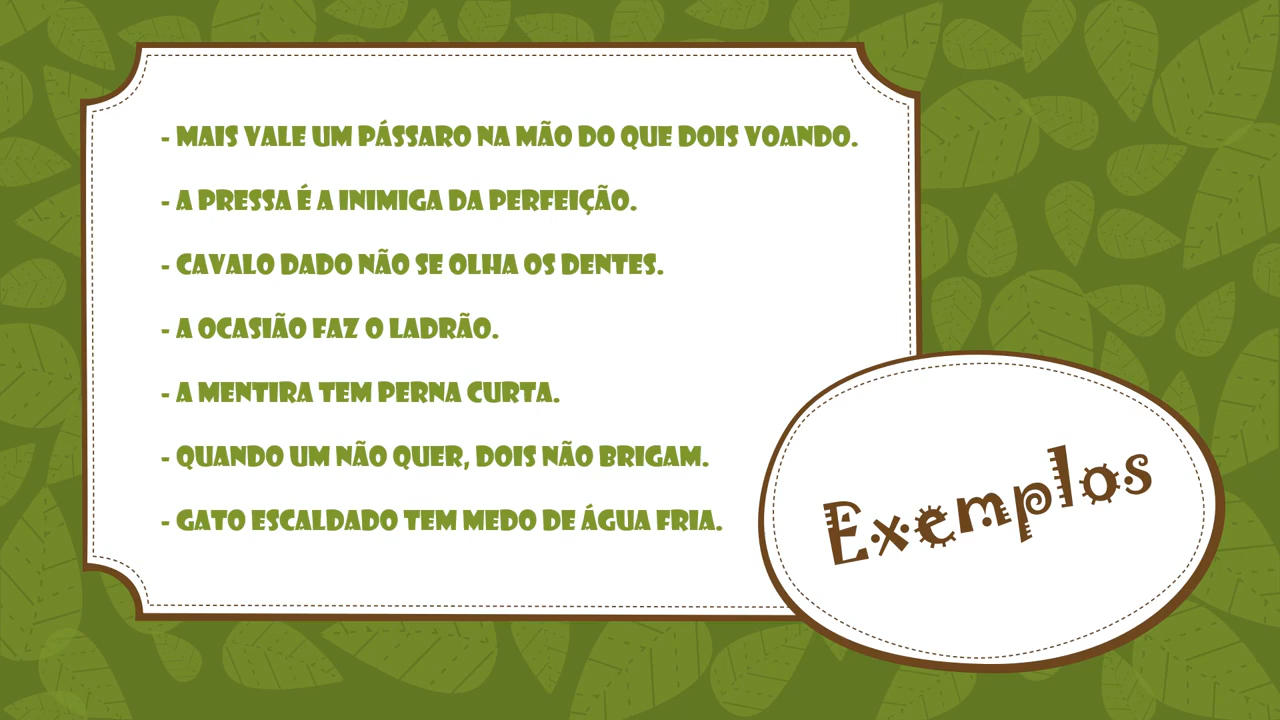 - MAIS VALE UM PÁSSARO NA MÃO DO QUE DOIS VOANDO.
- A PRESSA É A INIMIGA DA PERFEIÇÃO.
- CAVALO DADO NÃO SE OLHA OS DENTES.
- A OCASIÃO FAZ O LADRÃO.
- A MENTIRA TEM PERNA CURTA.
- QUANDO UM NÃO QUER, DOIS NÃO BRIGAM.
- GATO ESCALDADO TEM MEDO DE ÁGUA FRIA.
Exemplos